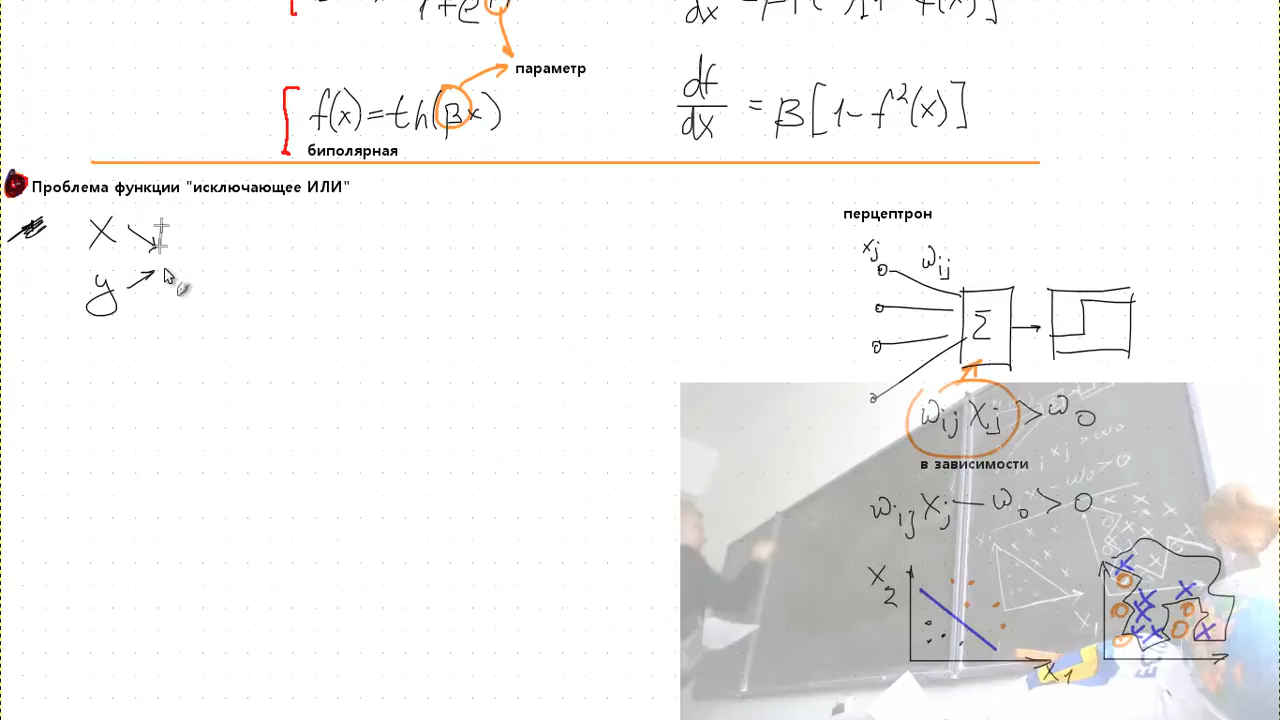 параметр
f(x)=th(βx)
df/dx = β[1-f²(x)]
биполярная
Проблема функции "исключающее ИЛИ"
x
y
перцептрон
xj
ωij
Σ
ωij xj > ω0
в зависимости
ωij xj − ω0 > 0
x2
x1